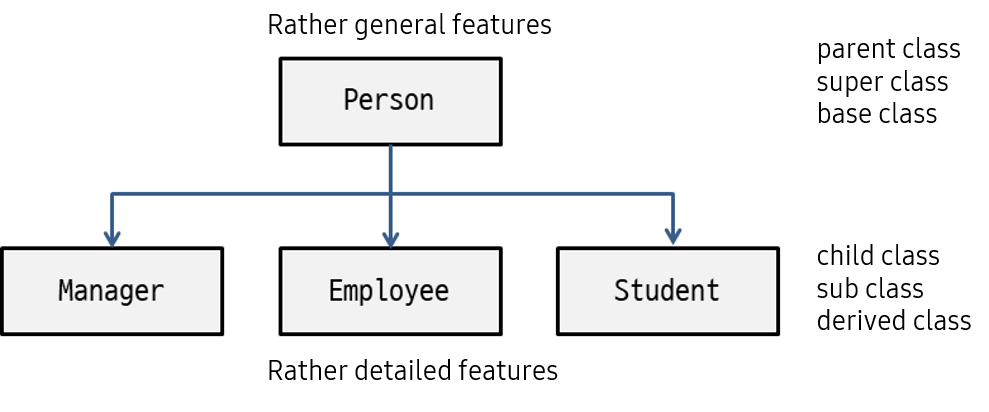 Rather general features
parent class
super class
base class
Person
Manager
Employee
Student
child class
sub class
derived class
Rather detailed features